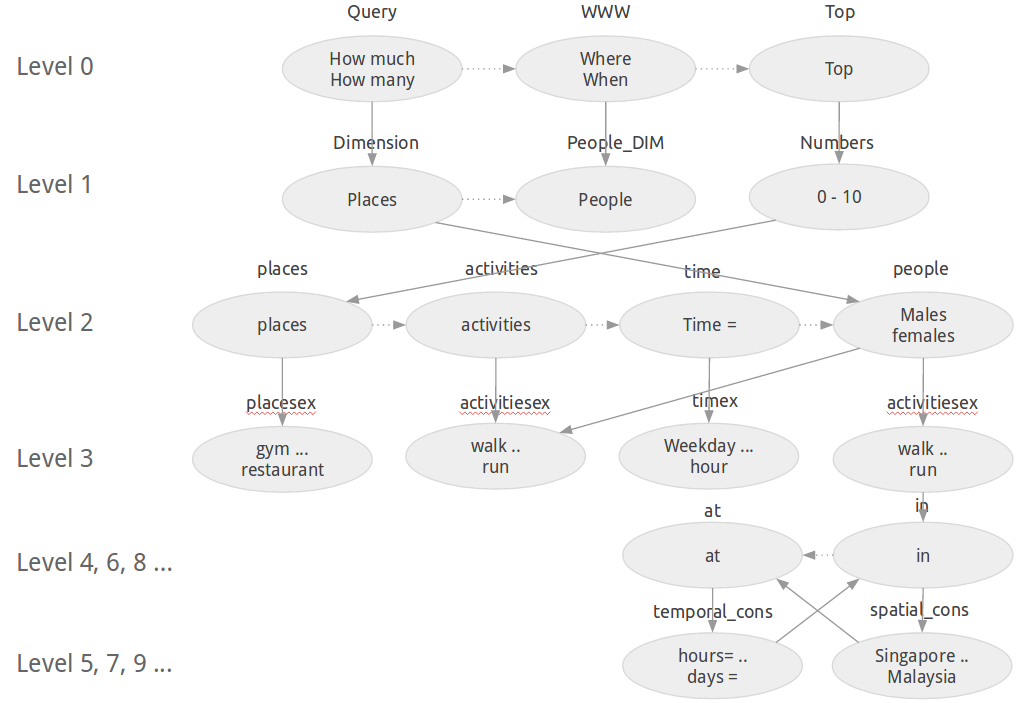 Query
WWW
Top
Level 0
How much
How many
Where
When
Top
Dimension
People_DIM
Numbers
Level 1
Places
People
0 - 10
places
activities
time
people
Level 2
places
activities
Time =
Males
females
placesex
activitiesex
timex
activitiesex
Level 3
gym ...
restaurant
walk ..
run
Weekday ...
hour
walk ..
run
at
in
Level 4, 6, 8 ...
at
in
temporal_cons
spatial_cons
Level 5, 7, 9 ...
hours= ..
days =
Singapore ..
Malaysia